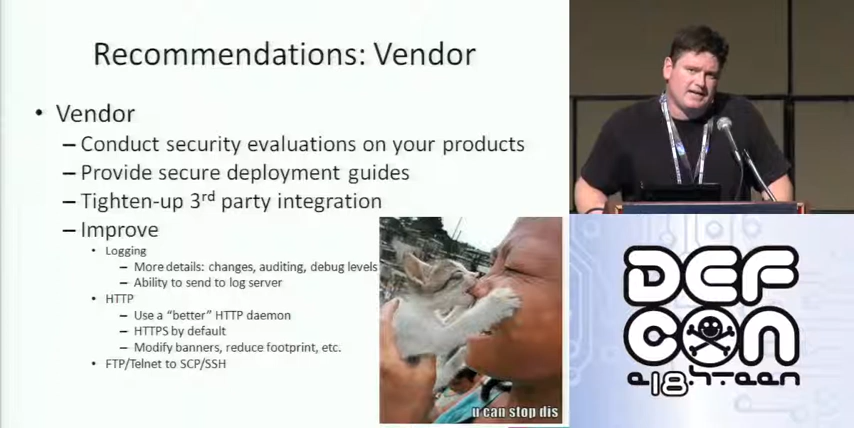 Recommendations: Vendor
• Vendor
– Conduct security evaluations on your products
– Provide secure deployment guides
– Tighten-up 3rd party integration
– Improve
• Logging
– More details: changes, auditing, debug levels
– Ability to send to log server
• HTTP
– Use a “better” HTTP daemon
– HTTPS by default
– Modify banners, reduce footprint, etc.
• FTP/Telnet to SCP/SSH
u can stop dis
DEF
CON
e18h-teen